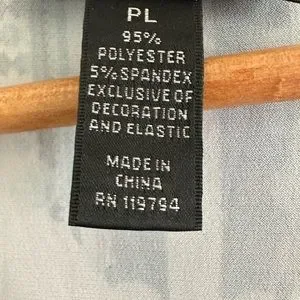 PL
95%
POLYESTER
5% SPANDEX
EXCLUSIVE OF
DECORATION
AND ELASTIC
MADE IN
CHINA
RN 119794